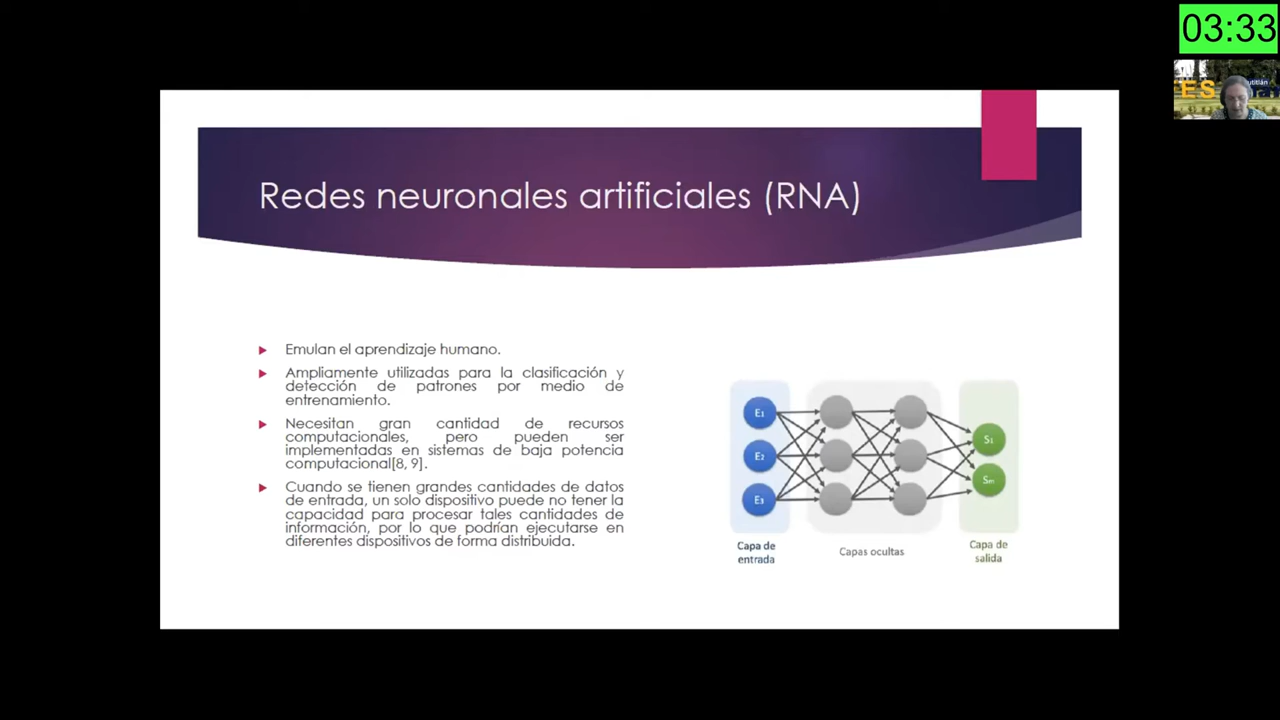 03:33
ES
utitlán
Redes neuronales artificiales (RNA)
Emulan el aprendizaje humano.
Ampliamente utilizadas para la clasificación y
detección de patrones por medio de
entrenamiento.
Necesitan gran cantidad de recursos
computacionales, pero pueden ser
implementadas en sistemas de baja potencia
computacional[8, 9].
Cuando se tienen grandes cantidades de datos
de entrada, un solo dispositivo puede no tener la
capacidad para procesar tales cantidades de
información, por lo que podrían ejecutarse en
diferentes dispositivos de forma distribuida.
E1
E2
E3
S1
Sm
Capa de
entrada
Capas ocultas
Capa de
salida